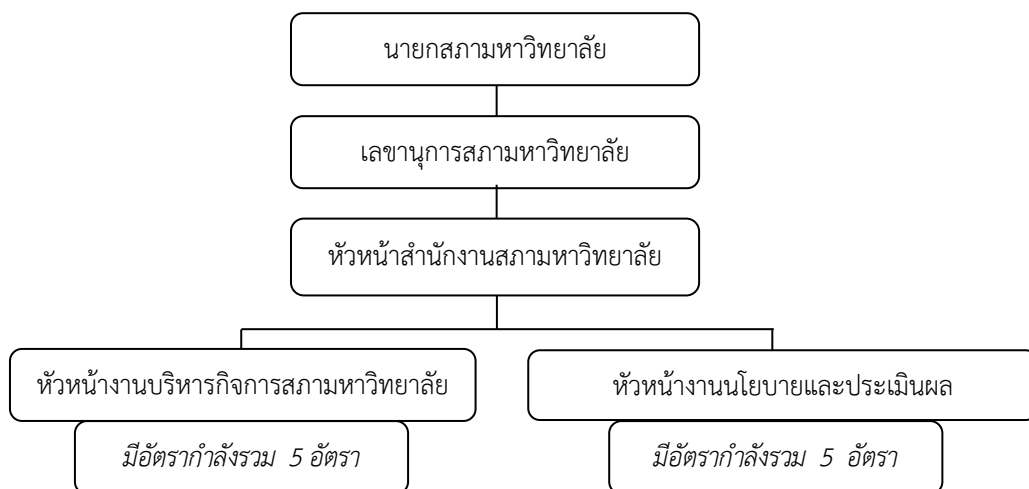 นายกสภามหาวิทยาลัย
เลขานุการสภามหาวิทยาลัย
หัวหน้าสำนักงานสภามหาวิทยาลัย
หัวหน้างานบริหารกิจการสภามหาวิทยาลัย
หัวหน้างานนโยบายและประเมินผล
มีอัตรากำลังรวม 5 อัตรา
มีอัตรากำลังรวม 5 อัตรา